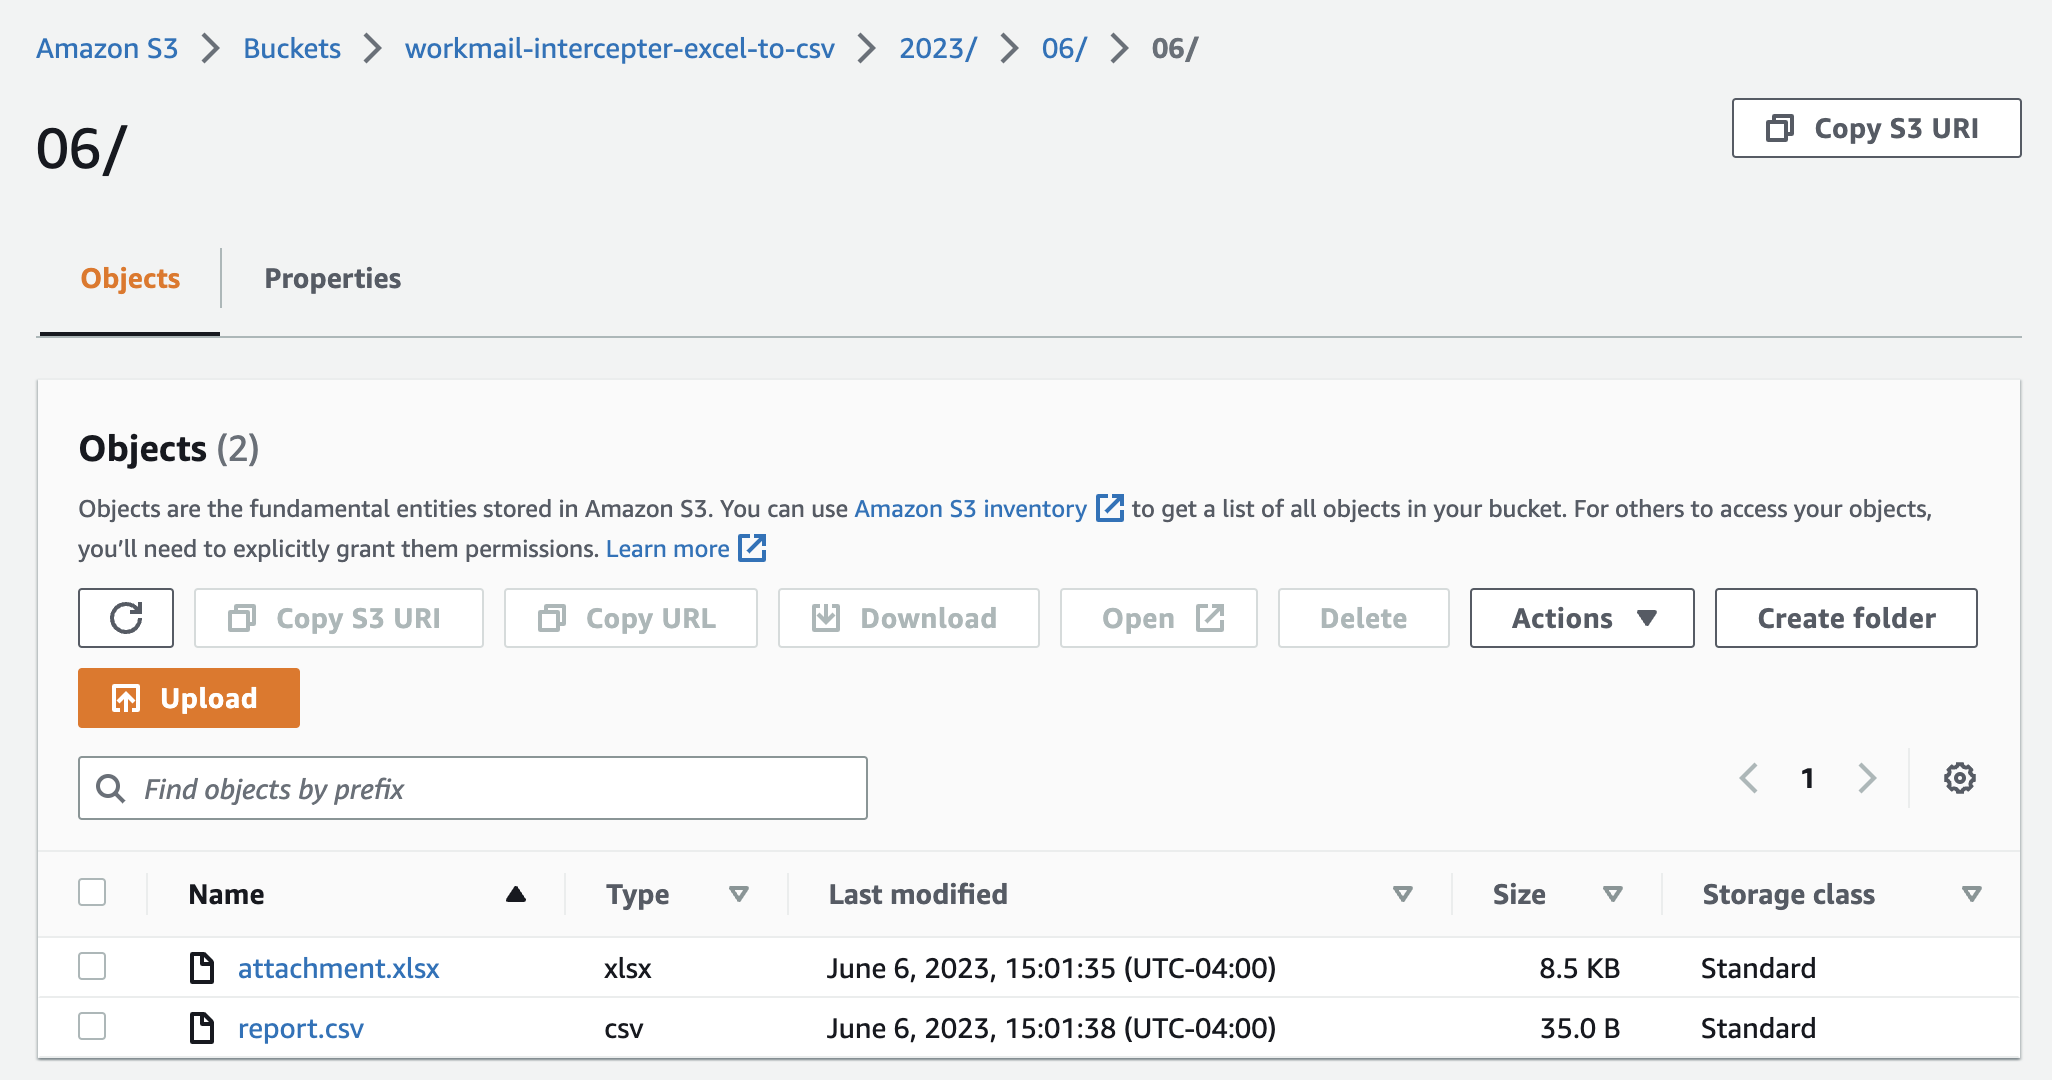 Amazon S3 > Buckets > workmail-intercepter-excel-to-csv > 2023/ > 06/ > 06/
06/
Copy S3 URI
Objects Properties
Objects (2)
Objects are the fundamental entities stored in Amazon S3. You can use Amazon S3 inventory to get a list of all objects in your bucket. For others to access your objects,
you’ll need to explicitly grant them permissions. Learn more
Copy S3 URI Copy URL Download Open Delete Actions Create folder
Upload
Find objects by prefix
1
Name Type Last modified Size Storage class
attachment.xlsx xlsx June 6, 2023, 15:01:35 (UTC-04:00) 8.5 KB Standard
report.csv csv June 6, 2023, 15:01:38 (UTC-04:00) 35.0 B Standard